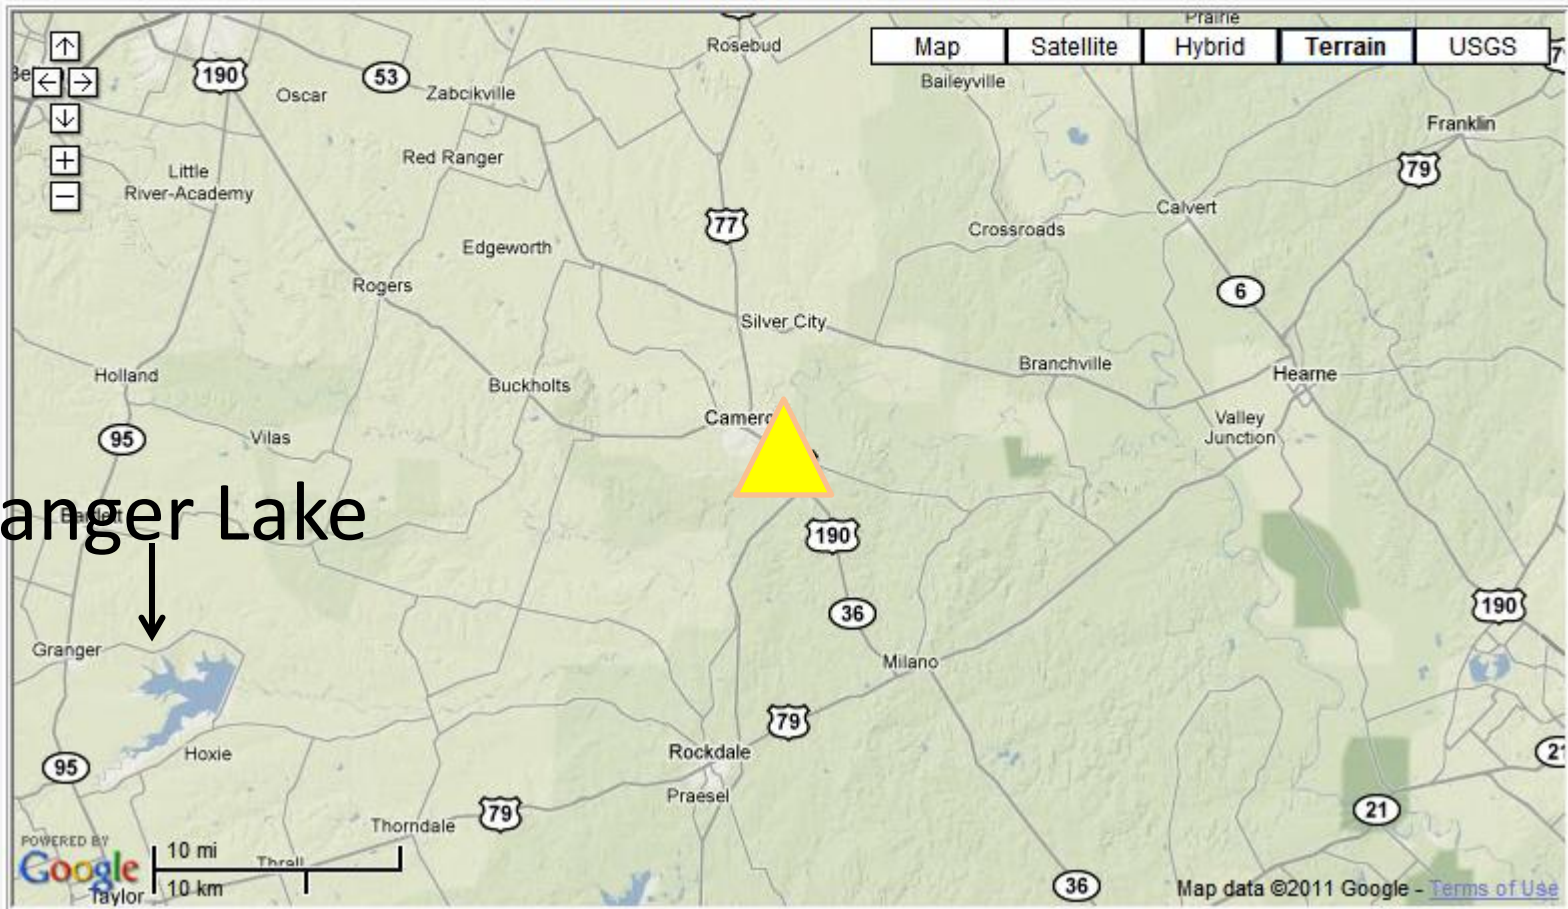 Prairie
Map
Satellite
Hybrid
Terrain
USGS
Rosebud
190
53
Oscar
Zabcikville
Baileyville
Franklin
79
Red Ranger
Little
River-Academy
77
Calvert
Crossroads
Edgeworth
Rogers
6
Silver City
Holland
Buckholts
Branchville
Hearne
95
Vilas
Valley
Junction
anger Lake
190
36
190
Granger
Milano
79
Rockdale
Hoxie
95
Praesel
79
21
Thorndale
POWERED BY
Google
10 mi
10 km
Thrall
Taylor
36
Map data ©2011 Google - Terms of Use